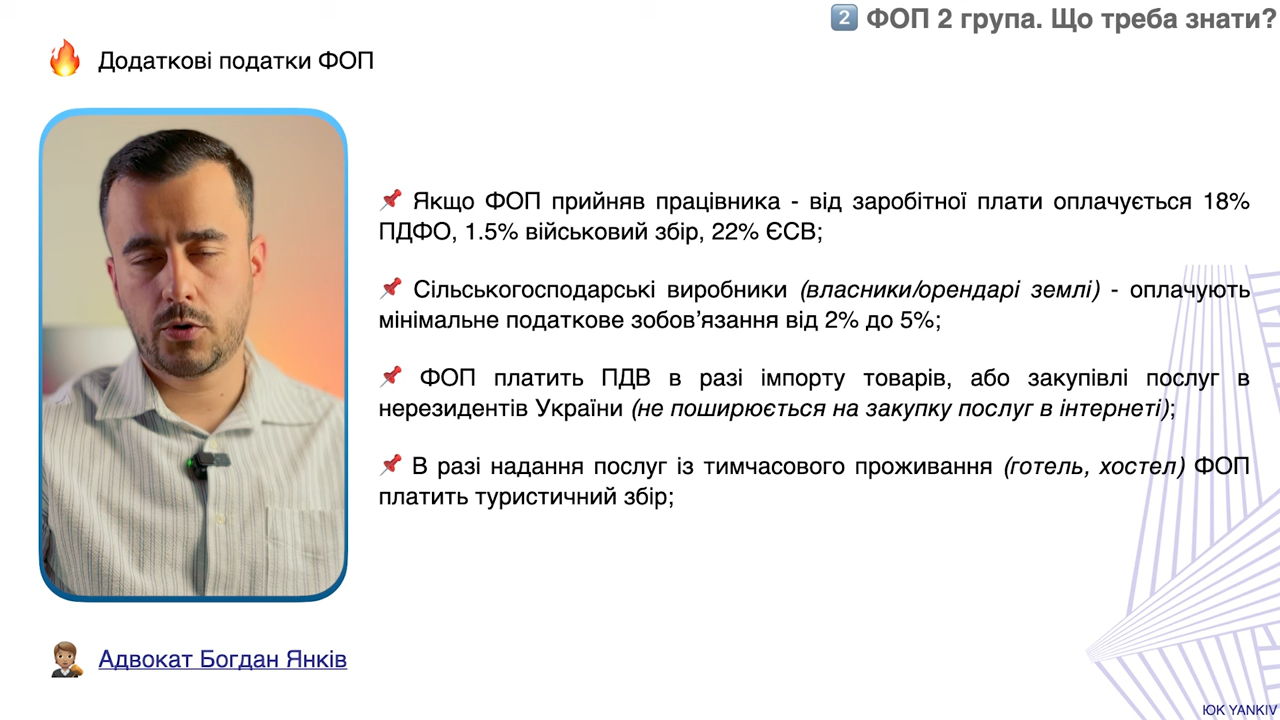 2 ФОП 2 група. Що треба знати?
Додаткові податки ФОП
Якщо ФОП прийняв працівника - від заробітної плати оплачується 18%
ПДФО, 1.5% військовий збір, 22% ЄСВ;
Сільськогосподарські виробники (власники/орендарі землі) - оплачують
мінімальне податкове зобов’язання від 2% до 5%;
ФОП платить ПДВ в разі імпорту товарів, або закупівлі послуг в
нерезидентів України (не поширюється на закупку послуг в інтернеті);
В разі надання послуг із тимчасового проживання (готель, хостел) ФОП
платить туристичний збір;
Адвокат Богдан Янків
ЮК YANKIV